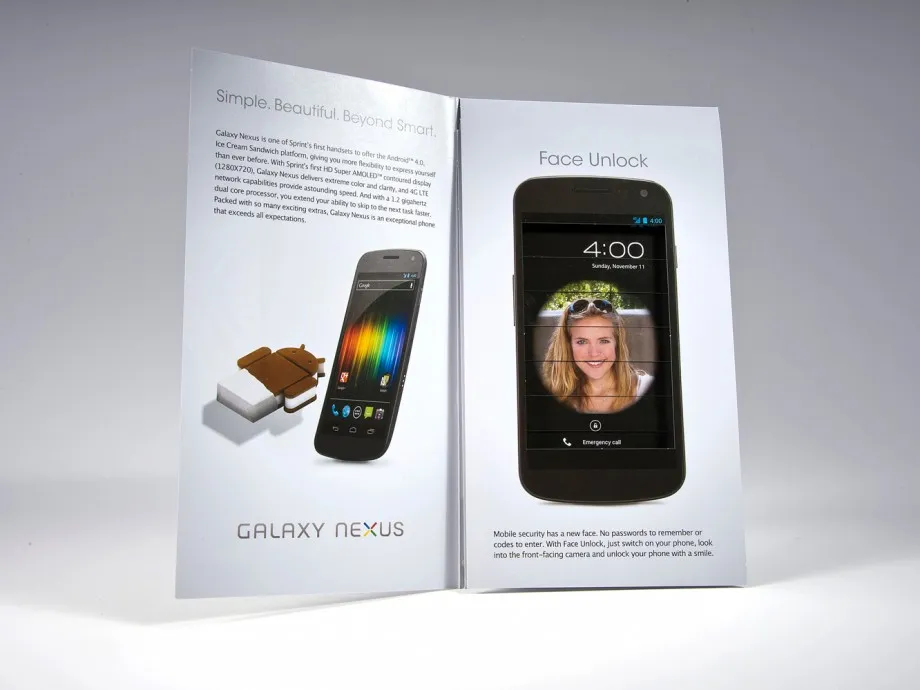 Simple. Beautiful. Beyond Smart.
Galaxy Nexus is one of Sprint's first handsets to offer the Android™ 4.0,
Ice Cream Sandwich platform, giving you more flexibility to express yourself
than ever before. With Sprint's first HD Super AMOLED™ contoured display
(1280X720), Galaxy Nexus delivers extreme color and clarity, and 4G LTE
network capabilities provide astounding speed. And with a 1.2 gigahertz
dual core processor, you extend your ability to skip to the next task faster.
Packed with so many exciting extras, Galaxy Nexus is an exceptional phone
that exceeds all expectations.
Google
GALAXY NEXUS
Face Unlock
4:00
4:00
Sunday, November 11
Emergency call
Mobile security has a new face. No passwords to remember or
codes to enter. With Face Unlock, just switch on your phone, look
into the front-facing camera and unlock your phone with a smile.